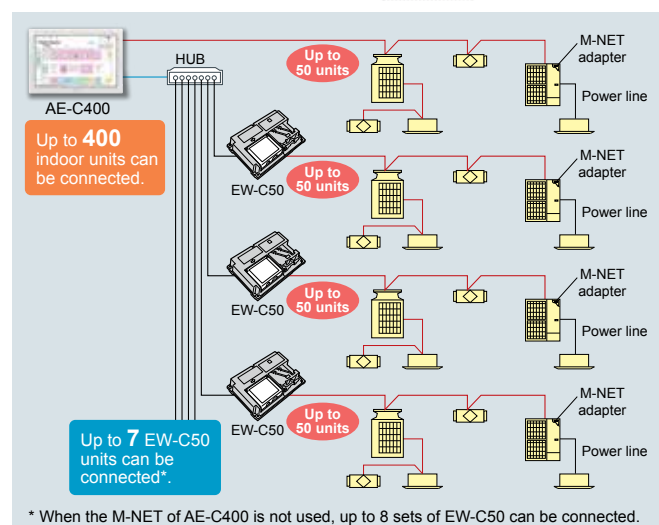 HUB
AE-C400
Up to 400
indoor units can
be connected.
Up to
50 units
M-NET
adapter
Power line
EW-C50
Up to
50 units
M-NET
adapter
Power line
EW-C50
Up to
50 units
M-NET
adapter
Power line
EW-C50
Up to
50 units
M-NET
adapter
Power line
Up to 7 EW-C50
units can be
connected*.
* When the M-NET of AE-C400 is not used, up to 8 sets of EW-C50 can be connected.